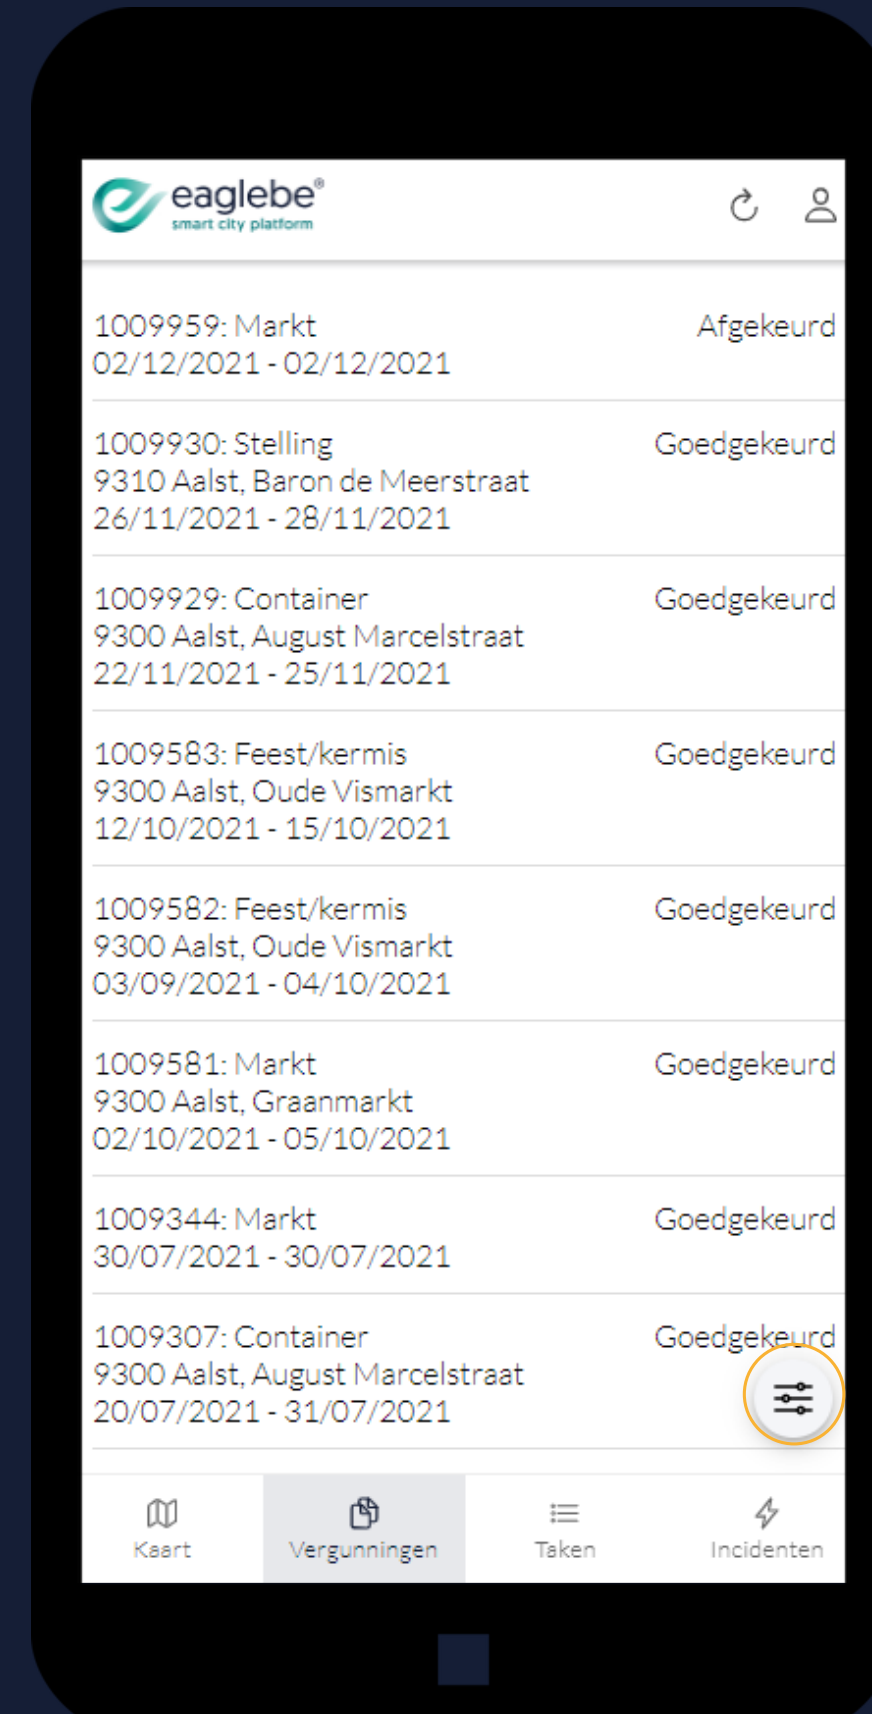 eaglebe®
smart city platform
1009959: Markt Afgekeurd
02/12/2021 - 02/12/2021
1009930: Stelling Goedgekeurd
9310 Aalst, Baron de Meerstraat
26/11/2021 - 28/11/2021
1009929: Container Goedgekeurd
9300 Aalst, August Marcelstraat
22/11/2021 - 25/11/2021
1009583: Feest/kermis Goedgekeurd
9300 Aalst, Oude Vismarkt
12/10/2021 - 15/10/2021
1009582: Feest/kermis Goedgekeurd
9300 Aalst, Oude Vismarkt
03/09/2021 - 04/10/2021
1009581: Markt Goedgekeurd
9300 Aalst, Graanmarkt
02/10/2021 - 05/10/2021
1009344: Markt Goedgekeurd
30/07/2021 - 30/07/2021
1009307: Container Goedgekeurd
9300 Aalst, August Marcelstraat
20/07/2021 - 31/07/2021
Kaart Vergunningen Taken Incidenten